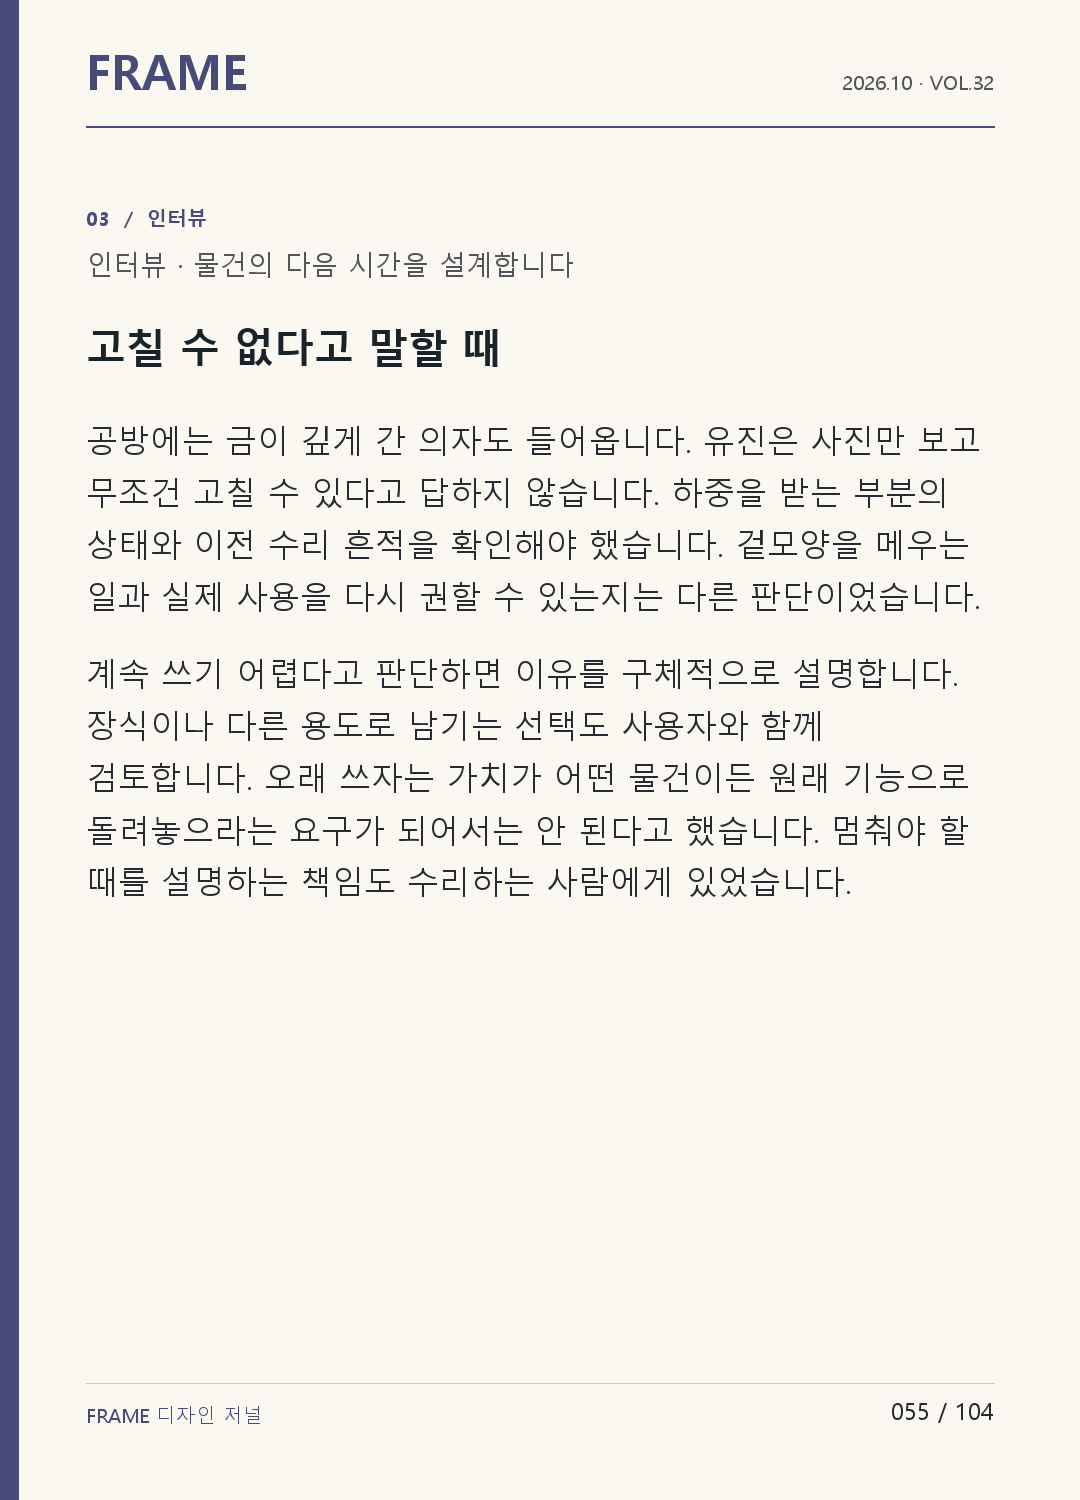 FRAME
2026.10 · VOL.32
03 / 인터뷰
인터뷰 · 물건의 다음 시간을 설계합니다
고칠 수 없다고 말할 때
공방에는 금이 깊게 간 의자도 들어옵니다. 유진은 사진만 보고
무조건 고칠 수 있다고 답하지 않습니다. 하중을 받는 부분의
상태와 이전 수리 흔적을 확인해야 했습니다. 겉모양을 메우는
일과 실제 사용을 다시 권할 수 있는지는 다른 판단이었습니다.
계속 쓰기 어렵다고 판단하면 이유를 구체적으로 설명합니다.
장식이나 다른 용도로 남기는 선택도 사용자와 함께
검토합니다. 오래 쓰자는 가치가 어떤 물건이든 원래 기능으로
돌려놓으라는 요구가 되어서는 안 된다고 했습니다. 멈춰야 할
때를 설명하는 책임도 수리하는 사람에게 있었습니다.
FRAME 디자인 저널
055 / 104